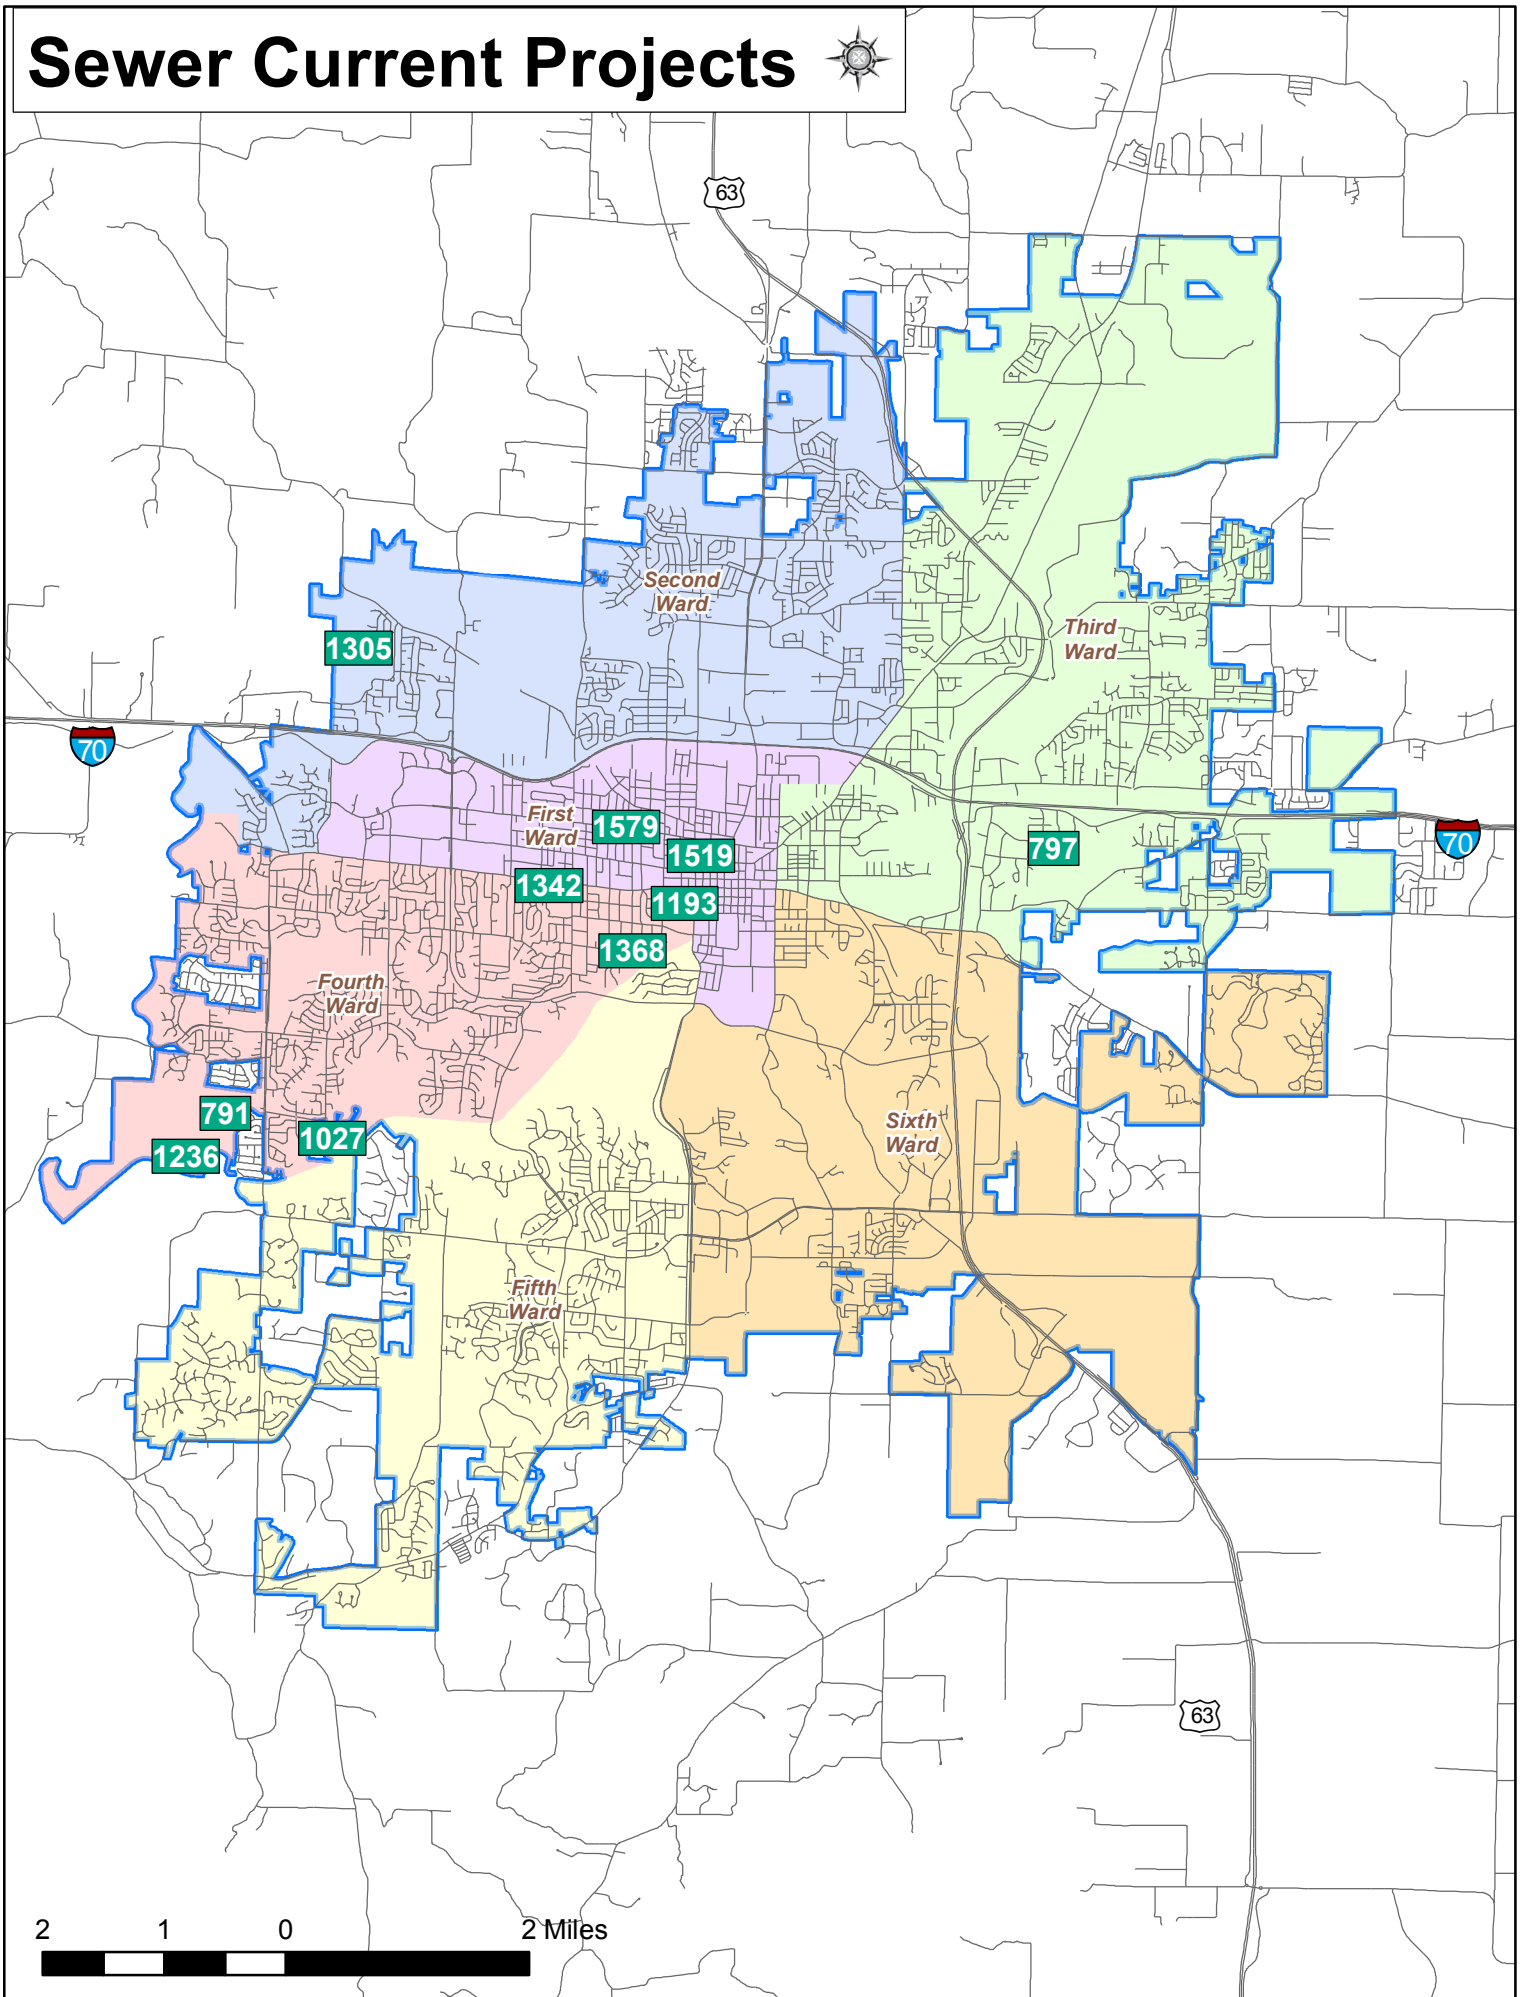 Sewer Current Projects
63
Second
Ward
Third
Ward
1305
70
First
Ward
1579
1519
797
70
1342
1193
1368
Fourth
Ward
791
1027
1236
Sixth
Ward
Fifth
Ward
63
2 1 0 2 Miles